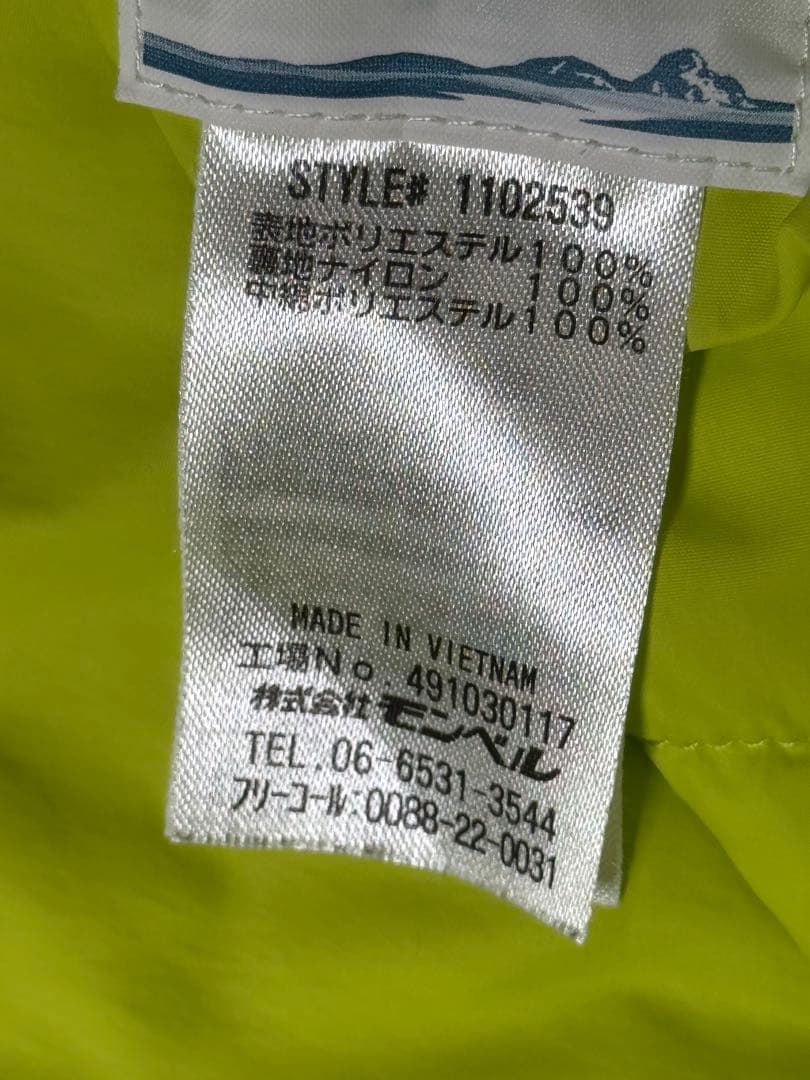 STYLE# 1102539
表地ポリエステル100%
裏地ナイロン 100%
中綿ポリエステル100%
MADE IN VIETNAM
工場No. 491030117
株式会社モンベル
TEL.06-6531-3544
フリーコール:0088-22-0031